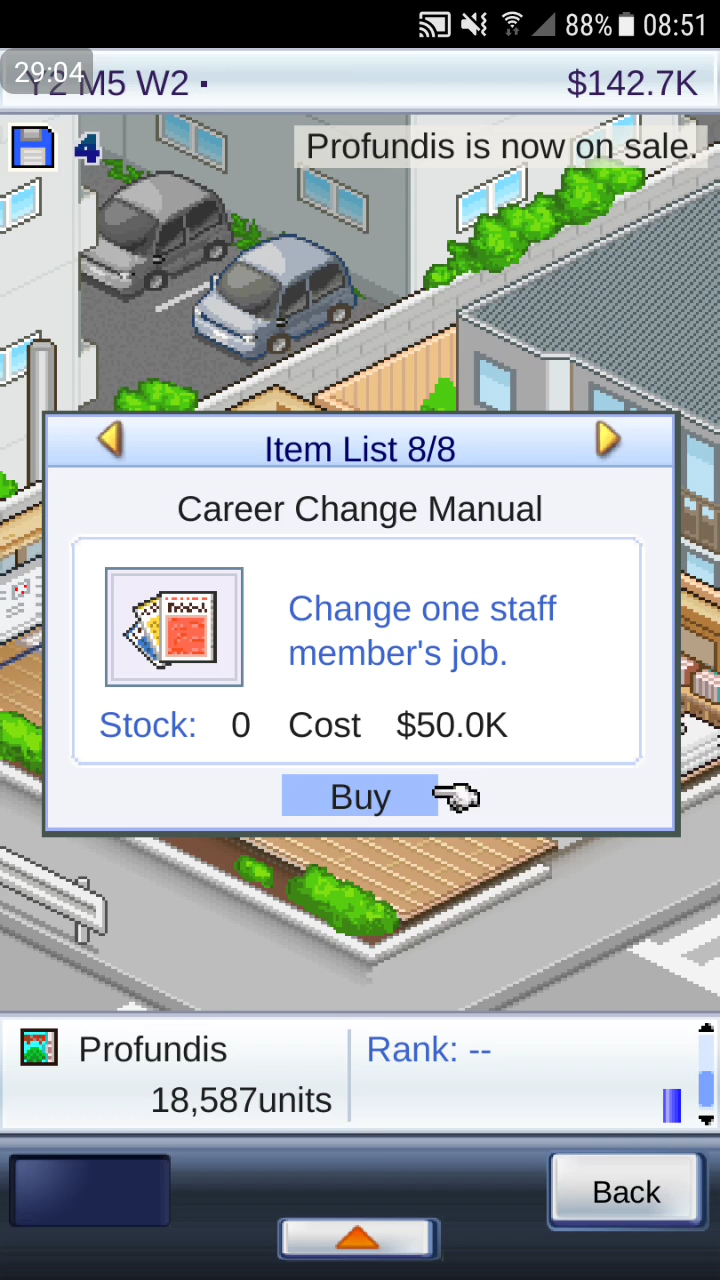 88% 08:51
29:04
Y2 M5 W2
$142.7K
4
Profundis is now on sale.
Item List 8/8
Career Change Manual
Change one staff
member's job.
Stock: 0 Cost $50.0K
Buy
Profundis
18,587units
Rank: --
Back